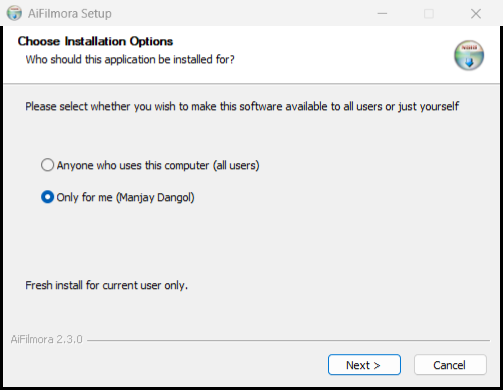 AiFilmora Setup
Choose Installation Options
Who should this application be installed for?
Please select whether you wish to make this software available to all users or just yourself
Anyone who uses this computer (all users)
Only for me (Manjay Dangol)
Fresh install for current user only.
AiFilmora 2.3.0
Next >
Cancel